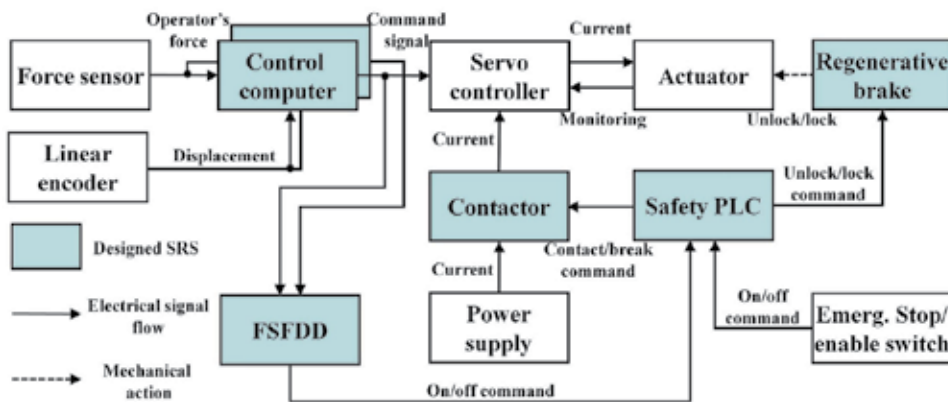 Operator's
force
Command
signal
Current
Force sensor
Control
computer
Servo
controller
Actuator
Regenerative
brake
Monitoring
Unlock/lock
Linear
encoder
Displacement
Current
Unlock/lock
command
Contactor
Safety PLC
Designed SRS
Contact/break
command
Current
Electrical signal
flow
FSFDD
Power
supply
On/off
command
Emerg. Stop/
enable switch
Mechanical
action
On/off command